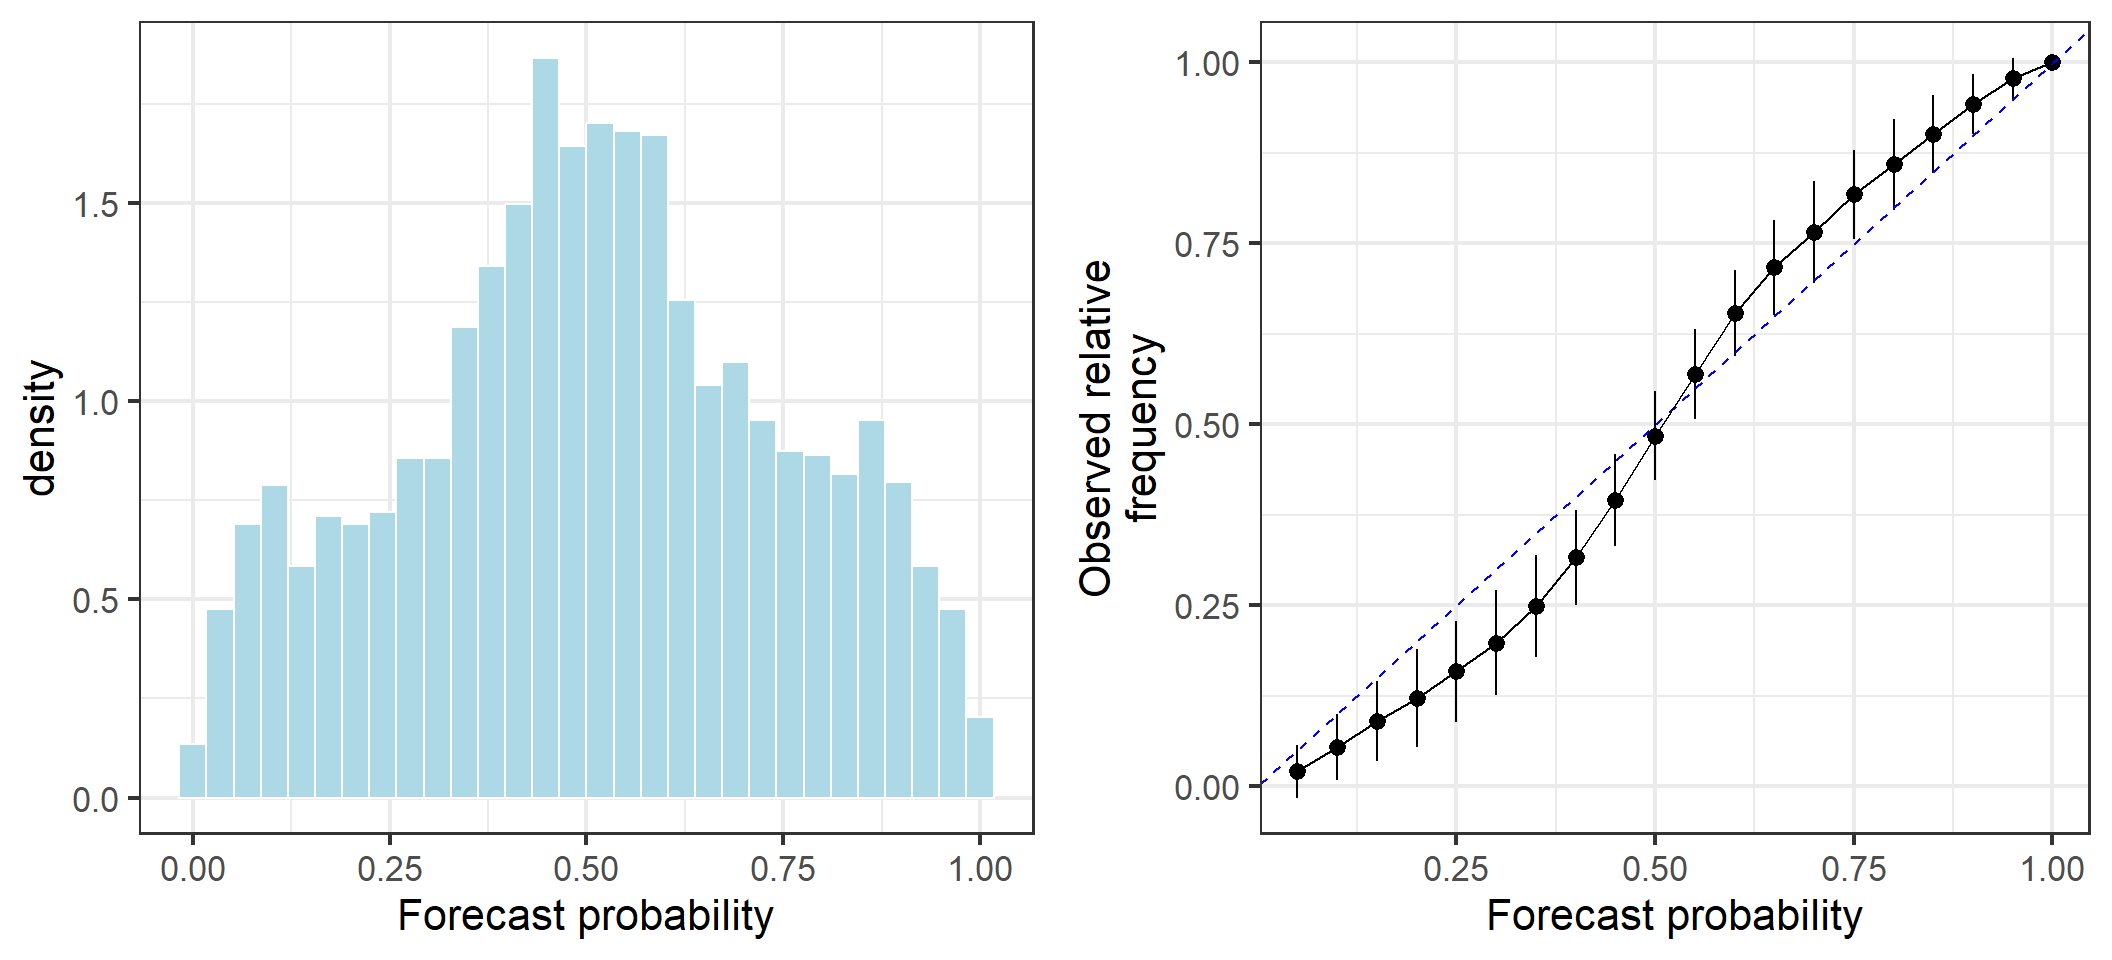 density
1.5
1.0
0.5
0.0
0.00 0.25 0.50 0.75 1.00
Forecast probability
Observed relative
frequency
1.00
0.75
0.50
0.25
0.00
0.25 0.50 0.75 1.00
Forecast probability